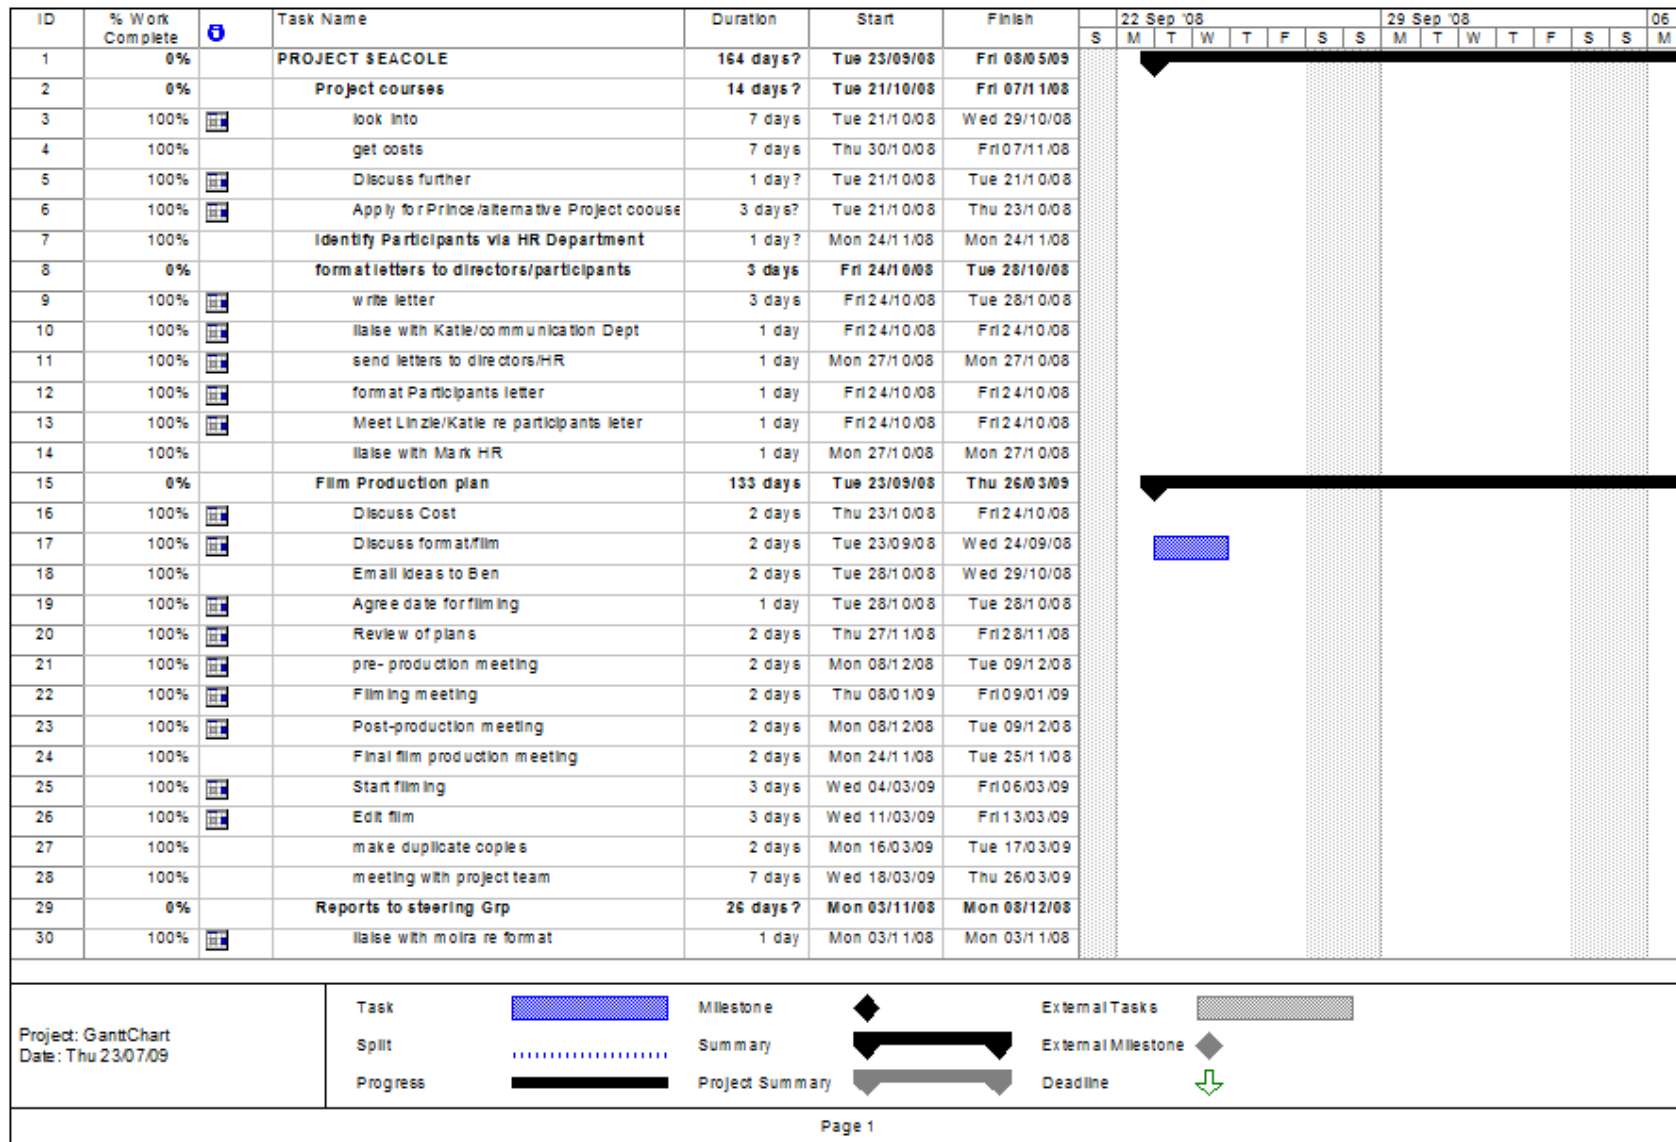 ID % Work Complete Task Name Duration Start Finish 22 Sep '08 29 Sep '08 06
S M T W T F S S M T W T F S S M
1 0% PROJECT SEACOLE 164 days? Tue 23/09/08 Fri 08/05/09
2 0% Project courses 14 days? Tue 21/10/08 Fri 07/11/08
3 100% look into 7 days Tue 21/10/08 Wed 29/10/08
4 100% get costs 7 days Thu 30/10/08 Fri 07/11/08
5 100% Discuss further 1 day? Tue 21/10/08 Tue 21/10/08
6 100% Apply for Prince/alternative Project coouse 3 days? Tue 21/10/08 Thu 23/10/08
7 100% Identify Participants via HR Department 1 day? Mon 24/11/08 Mon 24/11/08
8 0% format letters to directors/participants 3 days Fri 24/10/08 Tue 28/10/08
9 100% write letter 3 days Fri 24/10/08 Tue 28/10/08
10 100% liaise with Katie/communication Dept 1 day Fri 24/10/08 Fri 24/10/08
11 100% send letters to directors/HR 1 day Mon 27/10/08 Mon 27/10/08
12 100% format Participants letter 1 day Fri 24/10/08 Fri 24/10/08
13 100% Meet Linzie/Katie re participants leter 1 day Fri 24/10/08 Fri 24/10/08
14 100% liaise with Mark HR 1 day Mon 27/10/08 Mon 27/10/08
15 0% Film Production plan 133 days Tue 23/09/08 Thu 26/03/09
16 100% Discuss Cost 2 days Thu 23/10/08 Fri 24/10/08
17 100% Discuss format/film 2 days Tue 23/09/08 Wed 24/09/08
18 100% Email ideas to Ben 2 days Tue 28/10/08 Wed 29/10/08
19 100% Agree date for filming 1 day Tue 28/10/08 Tue 28/10/08
20 100% Review of plans 2 days Thu 27/11/08 Fri 28/11/08
21 100% pre- production meeting 2 days Mon 08/12/08 Tue 09/12/08
22 100% Filming meeting 2 days Thu 08/01/09 Fri 09/01/09
23 100% Post-production meeting 2 days Mon 08/12/08 Tue 09/12/08
24 100% Final film production meeting 2 days Mon 24/11/08 Tue 25/11/08
25 100% Start filming 3 days Wed 04/03/09 Fri 06/03/09
26 100% Edit film 3 days Wed 11/03/09 Fri 13/03/09
27 100% make duplicate copies 2 days Mon 16/03/09 Tue 17/03/09
28 100% meeting with project team 7 days Wed 18/03/09 Thu 26/03/09
29 0% Reports to steering Grp 26 days? Mon 03/11/08 Mon 08/12/08
30 100% liaise with moira re format 1 day Mon 03/11/08 Mon 03/11/08
Project: GanttChart
Date: Thu 23/07/09
Task Milestone External Tasks
Split Summary External Milestone
Progress Project Summary Deadline
Page 1